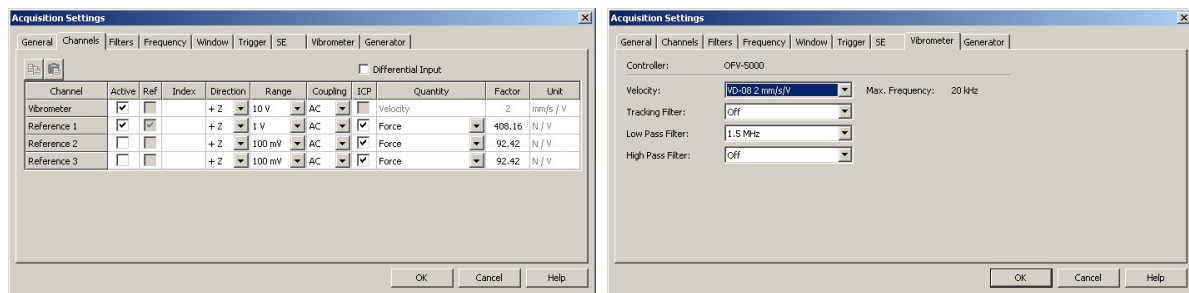 Acquisition Settings
General Channels Filters Frequency Window Trigger SE Vibrometer Generator
Differential Input
Channel Active Ref Index Direction Range Coupling ICP Quantity Factor Unit
Vibrometer + Z 10 V AC Velocity 2 mm/s / V
Reference 1 + Z 1 V AC Force 408.16 N / V
Reference 2 + Z 100 mV AC Force 92.42 N / V
Reference 3 + Z 100 mV AC Force 92.42 N / V
OK Cancel Help
Acquisition Settings
General Channels Filters Frequency Window Trigger SE Vibrometer Generator
Controller: OFV-5000
Velocity: VD-08 2 mm/s/V Max. Frequency: 20 kHz
Tracking Filter: Off
Low Pass Filter: 1.5 MHz
High Pass Filter: Off
OK Cancel Help